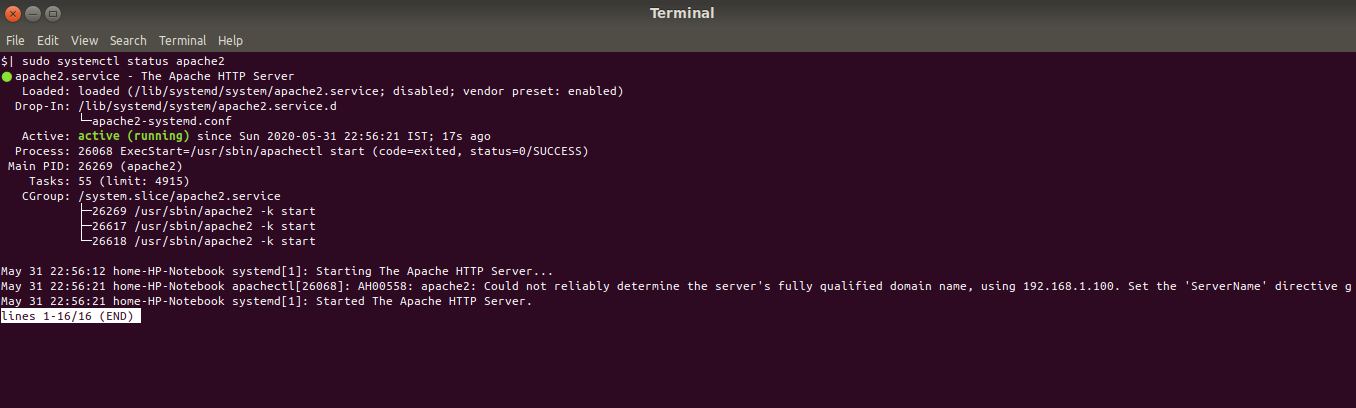 Terminal
File Edit View Search Terminal Help
$| sudo systemctl status apache2
● apache2.service - The Apache HTTP Server
   Loaded: loaded (/lib/systemd/system/apache2.service; disabled; vendor preset: enabled)
  Drop-In: /lib/systemd/system/apache2.service.d
           └─apache2-systemd.conf
   Active: active (running) since Sun 2020-05-31 22:56:21 IST; 17s ago
  Process: 26068 ExecStart=/usr/sbin/apachectl start (code=exited, status=0/SUCCESS)
 Main PID: 26269 (apache2)
    Tasks: 55 (limit: 4915)
   CGroup: /system.slice/apache2.service
           ├─26269 /usr/sbin/apache2 -k start
           ├─26617 /usr/sbin/apache2 -k start
           └─26618 /usr/sbin/apache2 -k start
May 31 22:56:12 home-HP-Notebook systemd[1]: Starting The Apache HTTP Server...
May 31 22:56:21 home-HP-Notebook apachectl[26068]: AH00558: apache2: Could not reliably determine the server's fully qualified domain name, using 192.168.1.100. Set the 'ServerName' directive g
May 31 22:56:21 home-HP-Notebook systemd[1]: Started The Apache HTTP Server.
lines 1-16/16 (END)